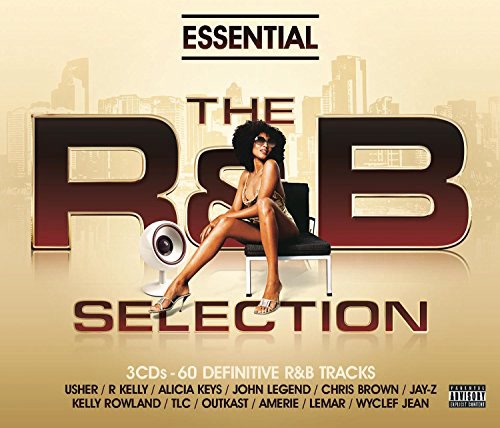 ESSENTIAL
THE
R&B
SELECTION
3CDs - 60 DEFINITIVE R&B TRACKS
USHER / R KELLY / ALICIA KEYS / JOHN LEGEND / CHRIS BROWN / JAY-Z
KELLY ROWLAND / TLC / OUTKAST / AMERIE / LEMAR / WYCLEF JEAN
PARENTAL
ADVISORY
EXPLICIT CONTENT